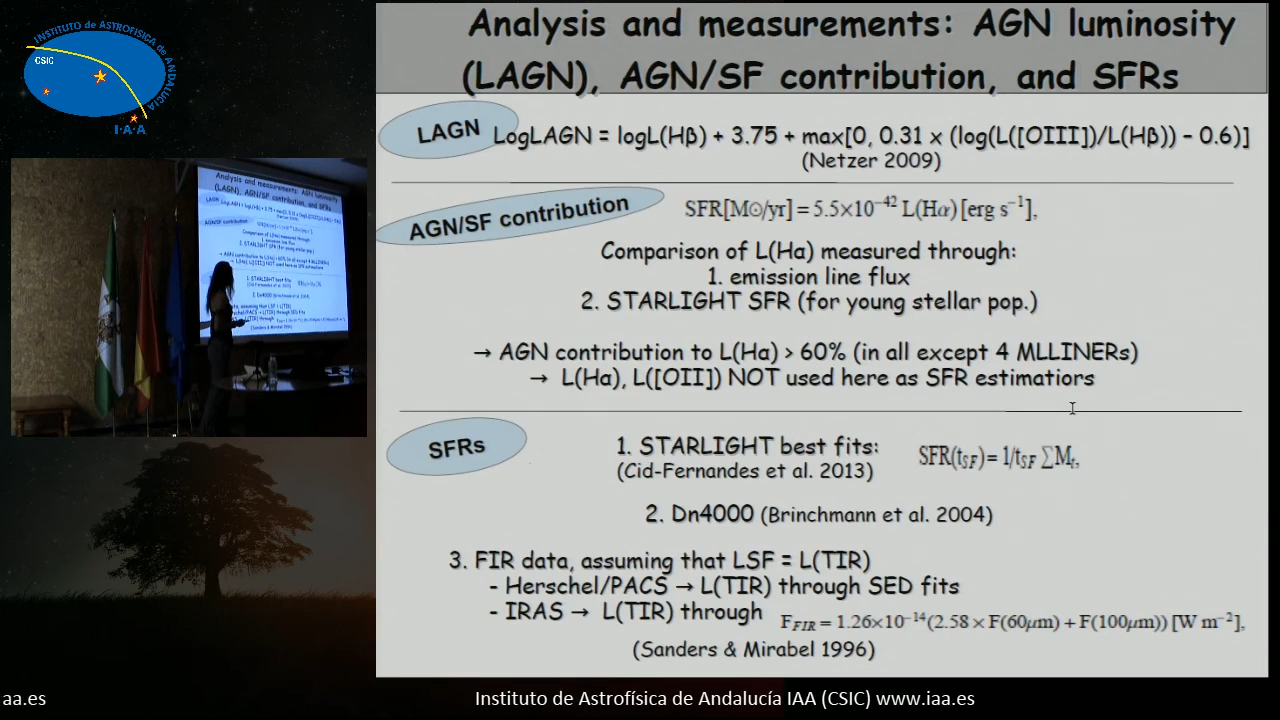 INSTITUTO de ASTROFÍSICA de ANDALUCÍA
CSIC
I·A·A
Analysis and measurements: AGN luminosity
(LAGN), AGN/SF contribution, and SFRs
LAGN
LogLAGN = logL(Hβ) + 3.75 + max[0, 0.31 x (log(L([OIII])/L(Hβ)) – 0.6)]
(Netzer 2009)
AGN/SF contribution
SFR[M⊙/yr] = 5.5×10⁻⁴² L(Hα) [erg s⁻¹],
Comparison of L(Hα) measured through:
1. emission line flux
2. STARLIGHT SFR (for young stellar pop.)
→ AGN contribution to L(Hα) > 60% (in all except 4 MLLINERs)
→ L(Hα), L([OII]) NOT used here as SFR estimatiors
SFRs
1. STARLIGHT best fits:
(Cid-Fernandes et al. 2013)
SFR(t_SF) = 1/t_SF ∑M_t,
2. Dn4000 (Brinchmann et al. 2004)
3. FIR data, assuming that LSF = L(TIR)
- Herschel/PACS → L(TIR) through SED fits
- IRAS → L(TIR) through
F_FIR = 1.26×10⁻¹⁴(2.58 × F(60μm) + F(100μm)) [W m⁻²],
(Sanders & Mirabel 1996)
aa.es
Instituto de Astrofísica de Andalucía IAA (CSIC) www.iaa.es